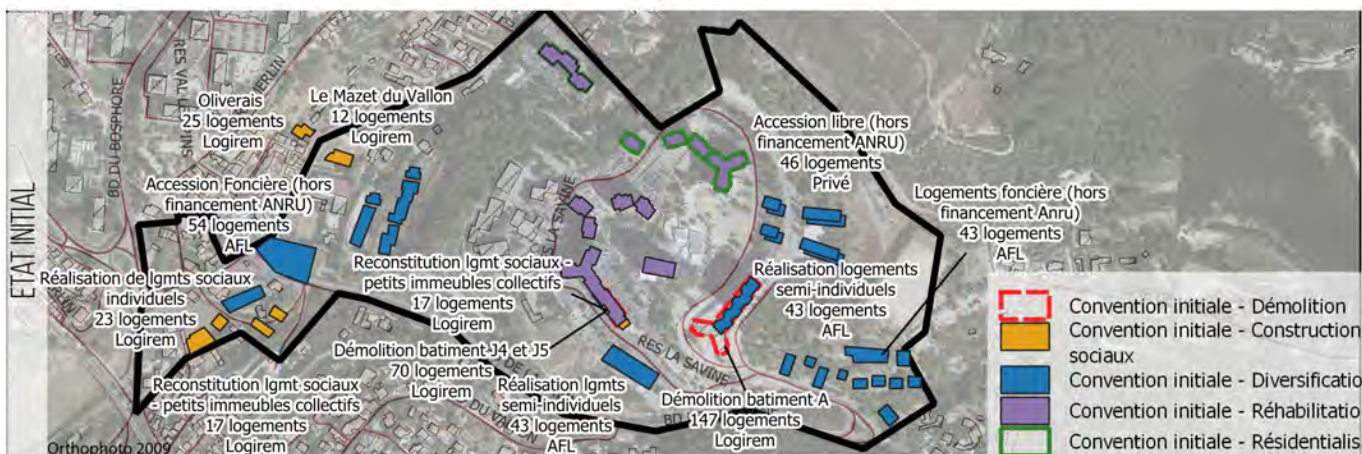 ETAT INITIAL
RES VAL LE PINS
MERLIN
BD DU BOSPHORE
Oliverais
25 logements
Logirem
Le Mazet du Vallon
12 logements
Logirem
Accession Foncière (hors
financement ANRU)
54 logements
AFL
Réalisation de lgmts sociaux
individuels
23 logements
Logirem
Reconstitution lgmt sociaux
- petits immeubles collectifs
17 logements
Logirem
Reconstitution lgmt sociaux -
petits immeubles collectifs
17 logements
Logirem
Démolition batiment J4 et J5
70 logements
Logirem
Réalisation lgmts
semi-individuels
43 logements
AFL
LA SAVINE
RES LA SAVINE
DU VALLON
Démolition batiment A
147 logements
Logirem
Accession libre (hors
financement ANRU)
46 logements
Privé
Réalisation logements
semi-individuels
43 logements
AFL
Logements foncière (hors
financement Anru)
43 logements
AFL
Convention initiale - Démolition
Convention initiale - Construction
sociaux
Convention initiale - Diversificatio
Convention initiale - Réhabilitatio
Convention initiale - Résidentialis
Orthophoto 2009